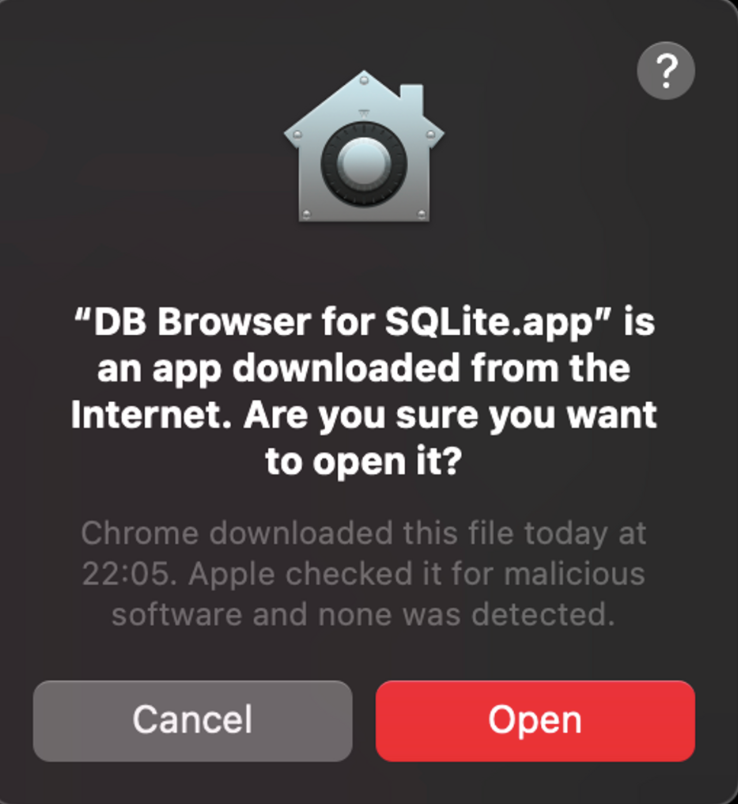 ?
“DB Browser for SQLite.app” is
an app downloaded from the
Internet. Are you sure you want
to open it?
Chrome downloaded this file today at
22:05. Apple checked it for malicious
software and none was detected.
Cancel
Open